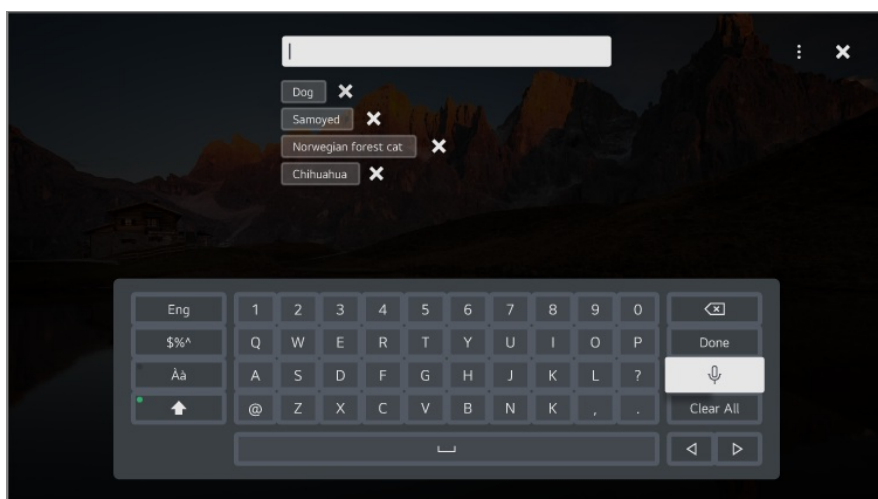 Dog
Samoyed
Norwegian forest cat
Chihuahua
Eng 1 2 3 4 5 6 7 8 9 0
$%^ Q W E R T Y U I O P Done
Àà A S D F G H J K L ?
@ Z X C V B N K , . Clear All